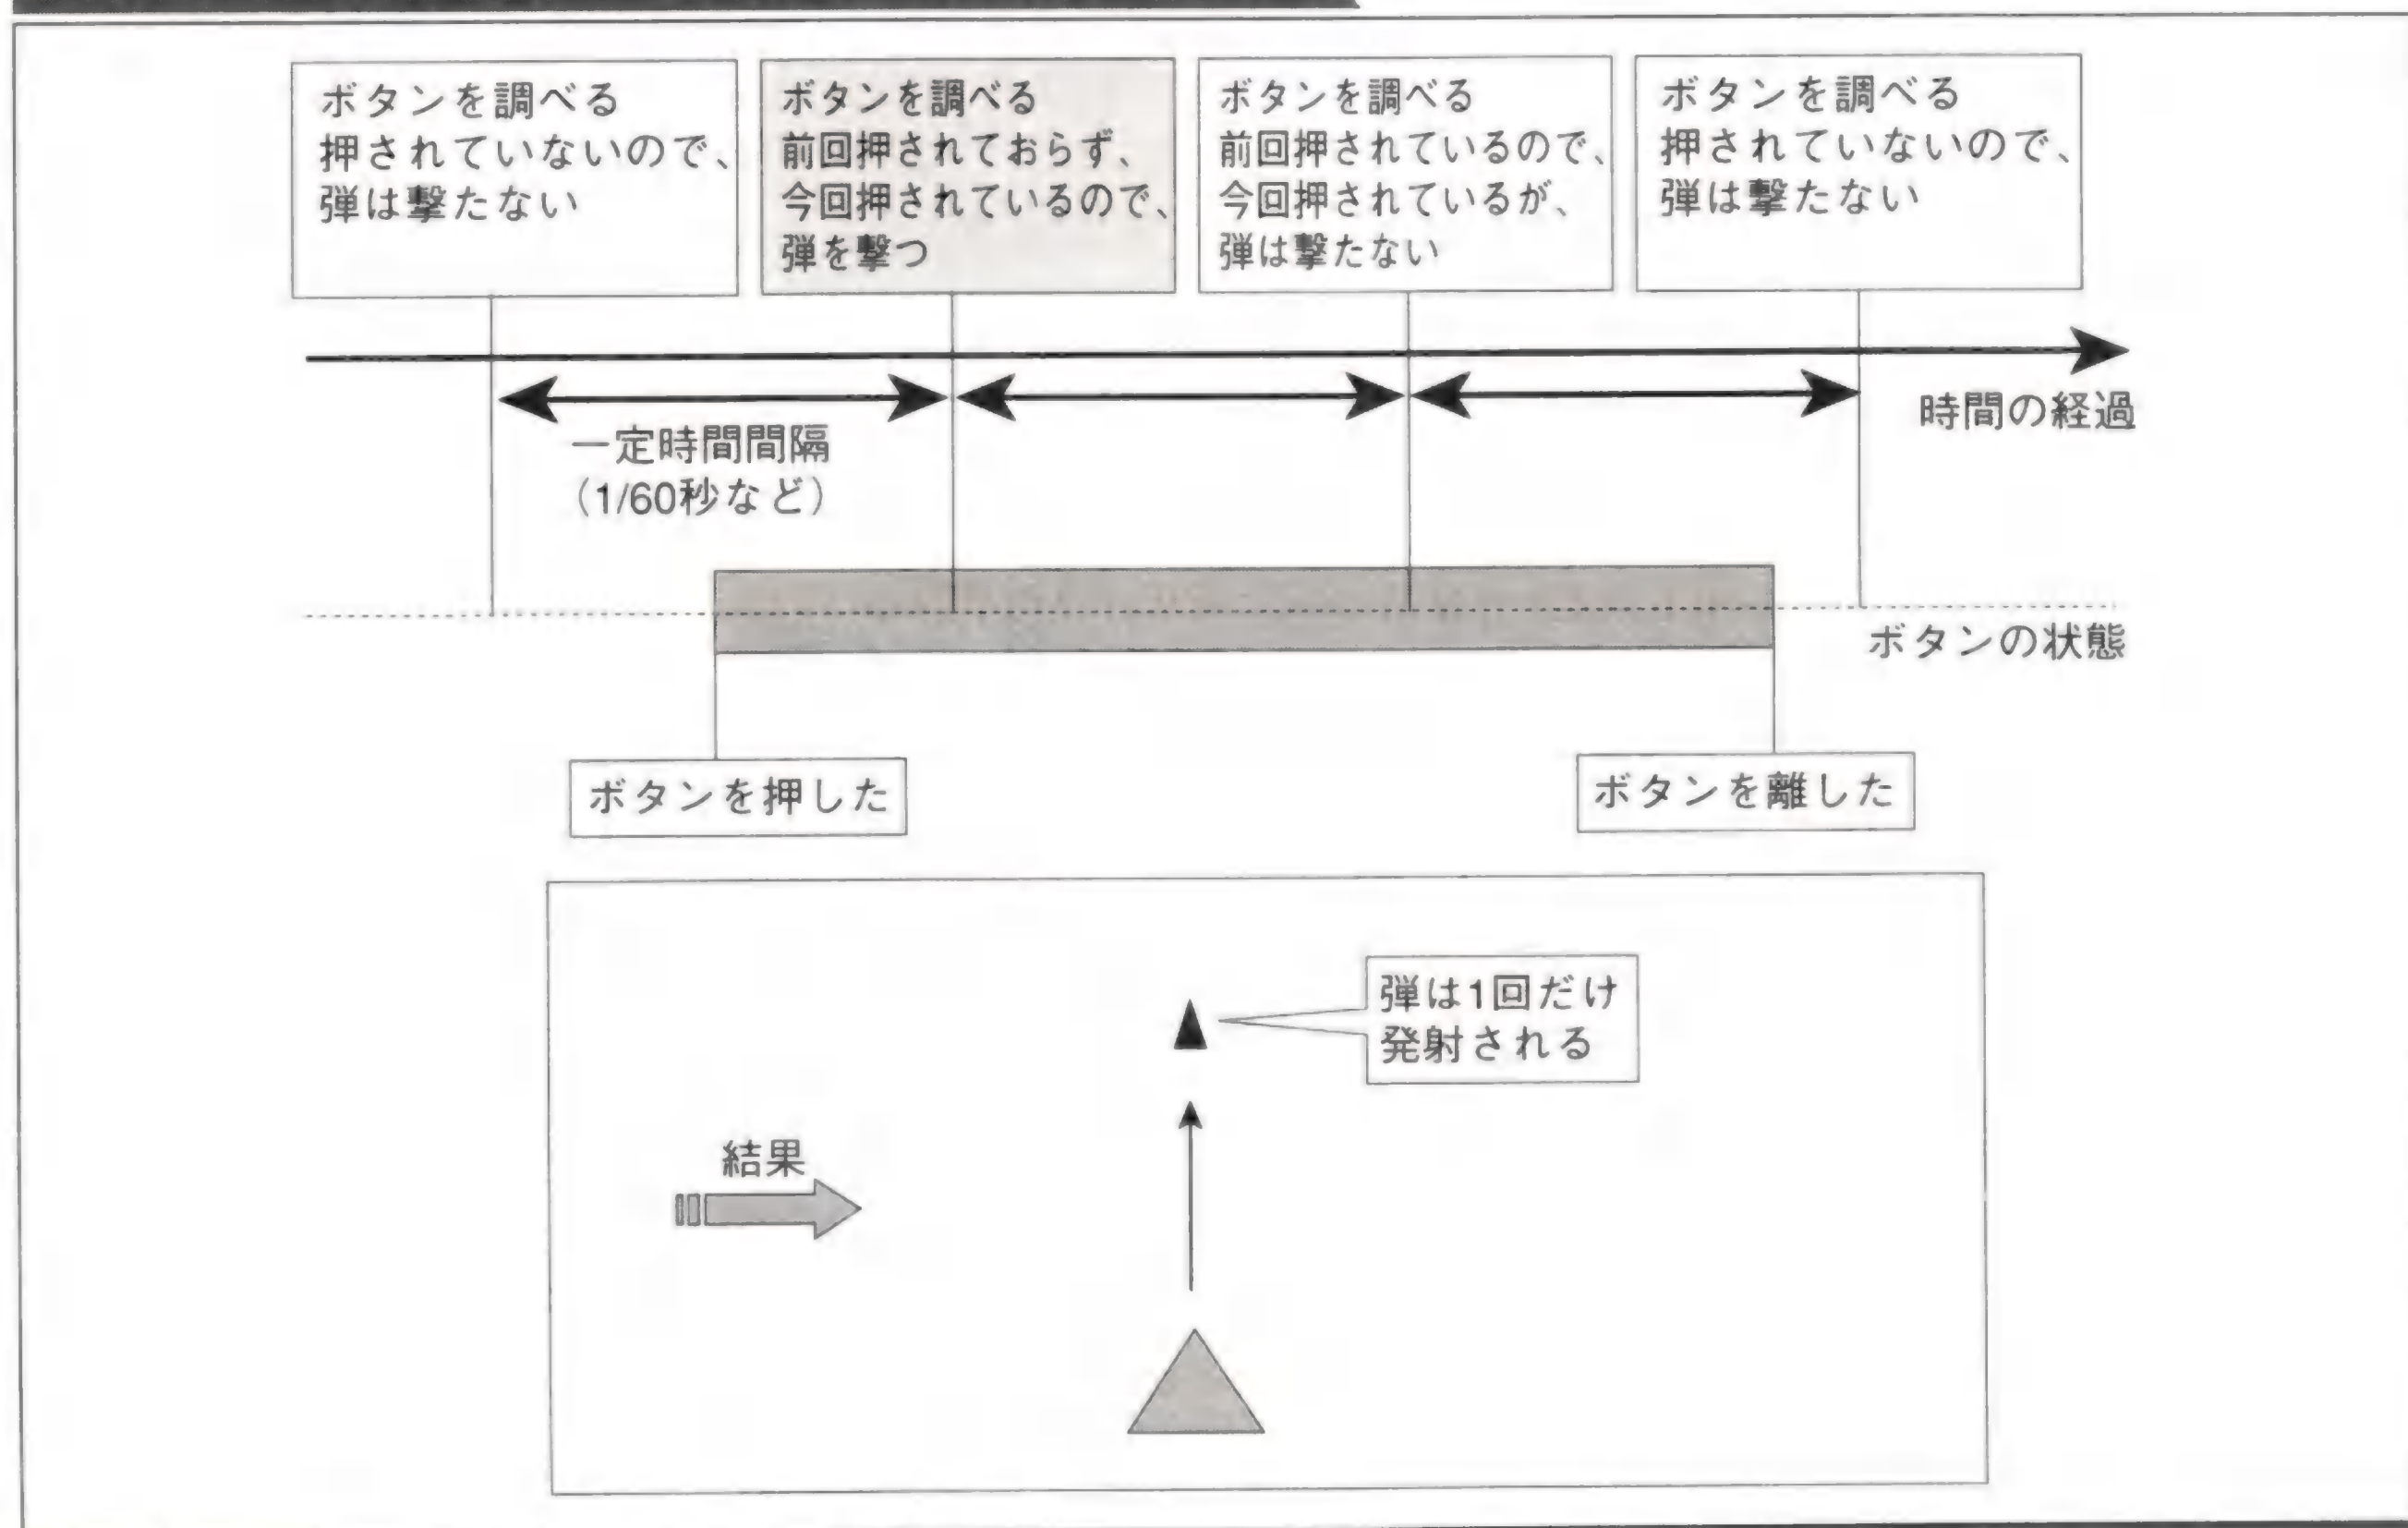 ボタンを調べる
押されていないので、
弾は撃たない
ボタンを調べる
前回押されておらず、
今回押されているので、
弾を撃つ
ボタンを調べる
前回押されているので、
今回押されているが、
弾は撃たない
ボタンを調べる
押されていないので、
弾は撃たない
時間の経過
一定時間間隔
（1/60秒など）
ボタンの状態
ボタンを押した
ボタンを離した
弾は1回だけ
発射される
結果